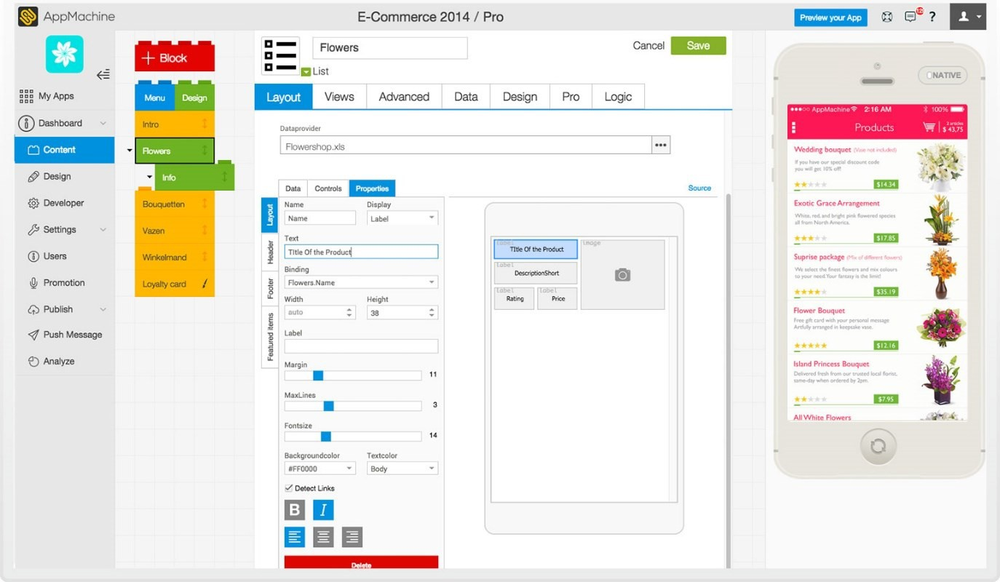 AppMachine
E-Commerce 2014 / Pro
Preview your App
18
?
My Apps
Dashboard
Content
Design
Developer
Settings
Users
Promotion
Publish
Push Message
Analyze
+ Block
Menu
Design
Intro
Flowers
Info
Bouquetten
Vazen
Winkelmand
Loyalty card
Flowers
List
Cancel
Save
Layout
Views
Advanced
Data
Design
Pro
Logic
Dataprovider
Flowershop.xls
•••
Data
Controls
Properties
Layout
Header
Footer
Featured items
Name
Display
Name
Label
Text
TItle Of the Product
Binding
Flowers.Name
Width
Height
auto
38
Label
Margin
11
MaxLines
3
Fontsize
14
Backgroundcolor
Textcolor
#FF0000
Body
Detect Links
B
I
Delete
Source
label
TItle Of the Product
image
label
DescriptionShort
label
Rating
label
Price
NATIVE
AppMachine
2:16 AM
100%
Products
3 articles
$ 43,75
Wedding bouquet (Vase not included)
If you have our special discount code
you will get 10% off!
$14.34
Exotic Grace Arrangement
White, red, and bright pink flowered species
all from North America.
$17.85
Suprise package (Mix of different flowers)
We select the finest flowers and mix colours
to your need. Your fantasy is the limit!
$35.19
Flower Bouquet
Free gift card with your personal message
Artfully arranged in keepsake vase.
$12.16
Island Princess Bouquet
Delivered fresh from our trusted local florist,
same-day when ordered by 2pm.
$7.95
All White Flowers